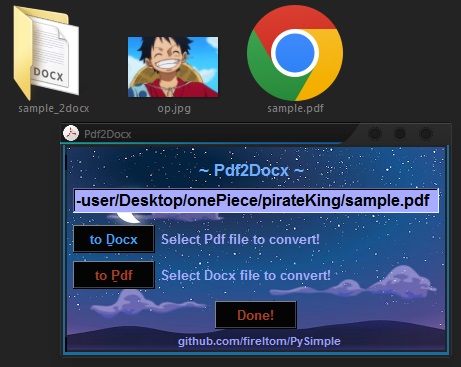 DOCX
sample_2docx
op.jpg
sample.pdf
Pdf2Docx
~ Pdf2Docx ~
-user/Desktop/onePiece/pirateKing/sample.pdf
to Docx Select Pdf file to convert!
to Pdf Select Docx file to convert!
Done!
github.com/fireltom/PySimple